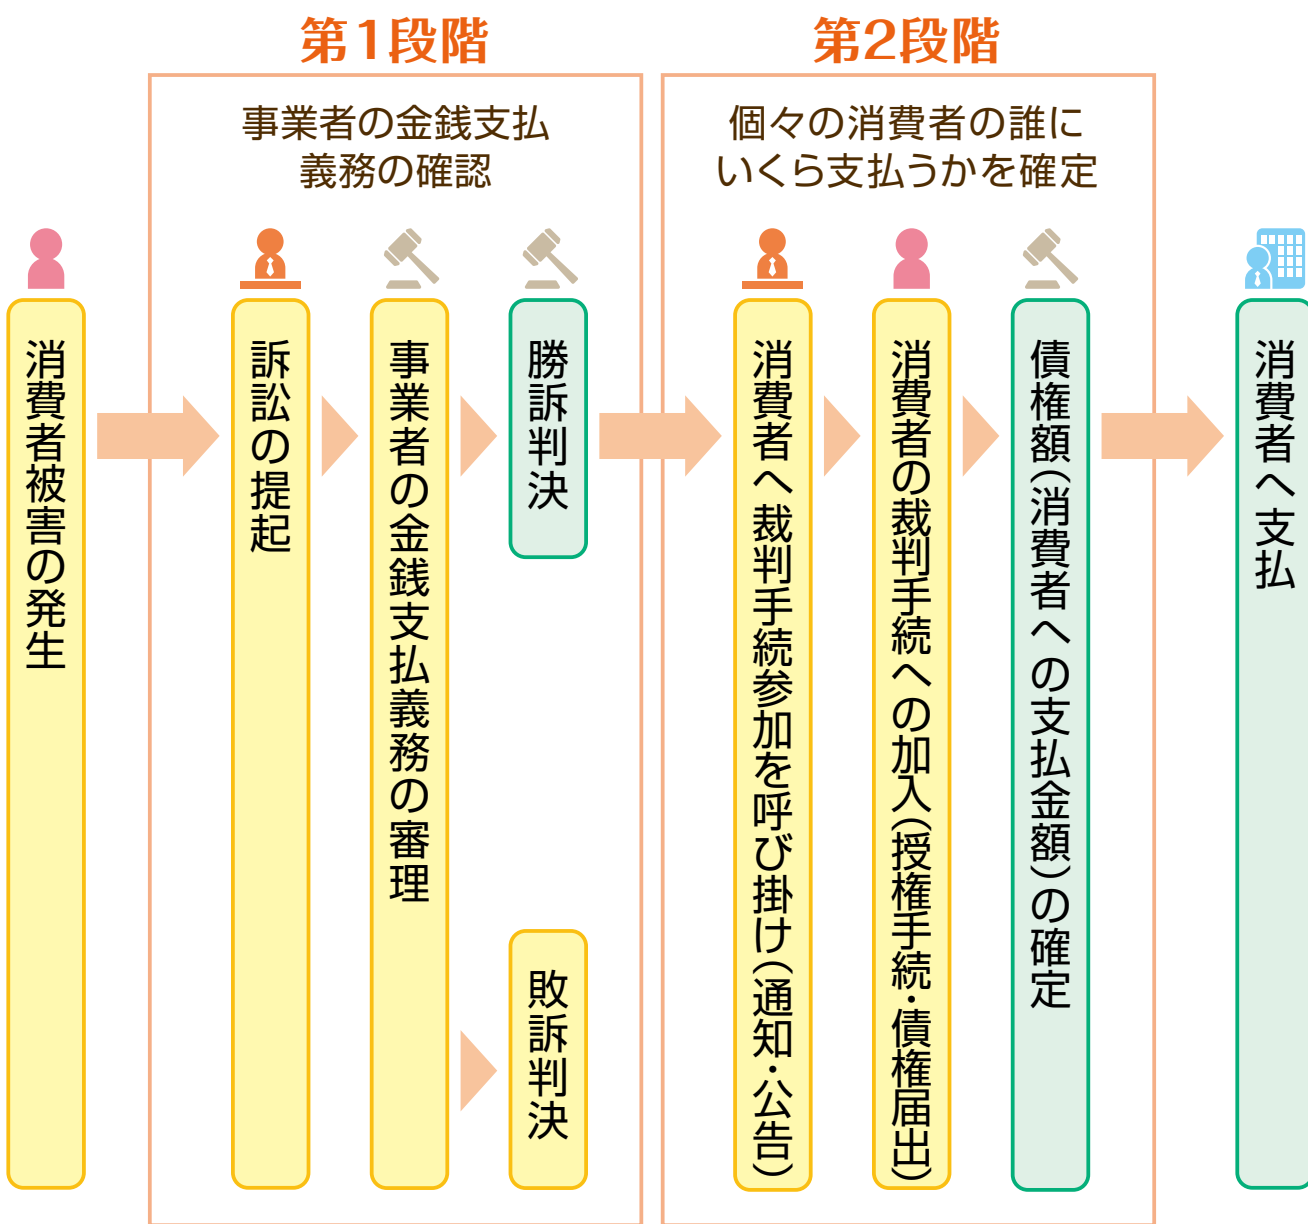 第1段階
事業者の金銭支払
義務の確認
第2段階
個々の消費者の誰に
いくら支払うかを確定
消費者被害の発生
訴訟の提起
事業者の金銭支払義務の審理
勝訴判決
敗訴判決
消費者へ裁判手続参加を呼び掛け(通知・公告)
消費者の裁判手続への加入(授権手続・債権届出)
債権額(消費者への支払金額)の確定
消費者へ支払